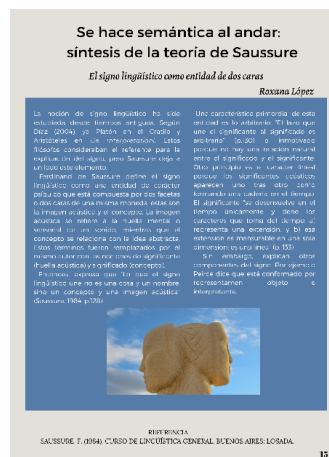 Se hace semántica al andar:
síntesis de la teoría de Saussure
El signo lingüístico como entidad de dos caras
Roxana López
La noción de signo lingüístico ha sido
estudiada desde tiempos antiguos. Según
Díaz (2004), ya Platón en el Cratilo y
Aristóteles en De interpretation. Estos
filósofos consideraban el referente para la
explicación del signo, pero Saussure deja a
un lado este elemento.
Ferdinand de Saussure define el signo
lingüístico como una entidad de carácter
psíquico que está compuesta por dos facetas
o dos caras de una misma moneda: estas son
la imagen acústica y el concepto. La imagen
acústica se refiere a la huella mental o
sensorial de un sonido, mientras que el
concepto se relaciona con la idea abstracta.
Estos términos fueron remplazados por el
mismo autor con las nociones de significante
(huella acústica) y significado (concepto).
Entonces, expresa que "Lo que el signo
lingüístico une no es una cosa y un nombre,
sino un concepto y una imagen acústica"
(Saussure, 1984, p.128).
Una característica primordial de esta
entidad es lo arbitrario: "El lazo que
une el significante al significado es
arbitrario" (p.130) o inmotivado
porque no hay una relación natural
entre el significado y el significante.
Otro principio es el carácter lineal
porque los significantes acústicos
aparecen uno tras otro como
formando una cadena en el tiempo.
El significante "se desenvuelve en el
tiempo únicamente y tiene los
caracteres que toma del tiempo: a)
representa una extensión, y b) esa
extensión es mensurable en una sola
dimensión; es una línea" (p. 133).
Sin embargo, explican otros
componentes del signo. Por ejemplo
Peirce dice que está conformado por
representamen, objeto e
interpretante.
REFERENCIA
SAUSSURE, F. (1984). CURSO DE LINGÜÍSTICA GENERAL. BUENOS AIRES: LOSADA.
15